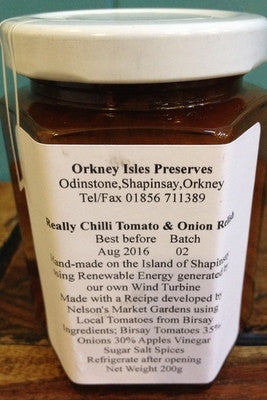 Orkney Isles Preserves
Odinstone,Shapinsay,Orkney
Tel/Fax 01856 711389
Really Chilli Tomato & Onion Relish
Best before Batch
Aug 2016 02
Hand-made on the Island of Shapinsay
using Renewable Energy generated by
our own Wind Turbine
Made with a Recipe developed by
Nelson's Market Gardens using
Local Tomatoes from Birsay
Ingredients; Birsay Tomatoes 35%
Onions 30% Apples Vinegar
Sugar Salt Spices
Refrigerate after opening
Net Weight 200g